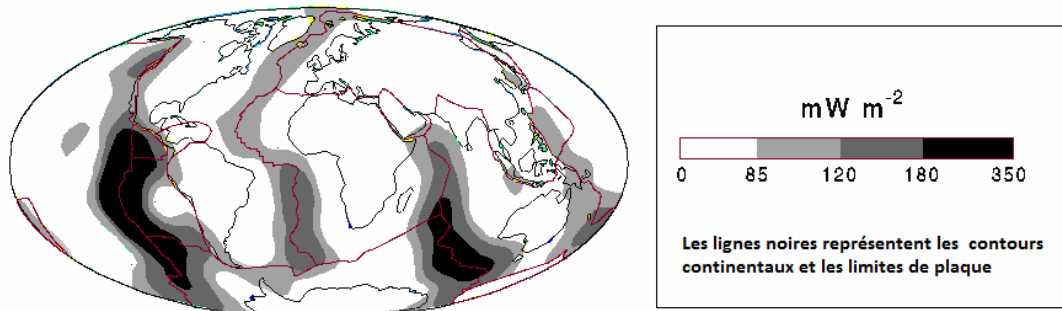 mW m-2
0 85 120 180 350
Les lignes noires représentent les contours
continentaux et les limites de plaque